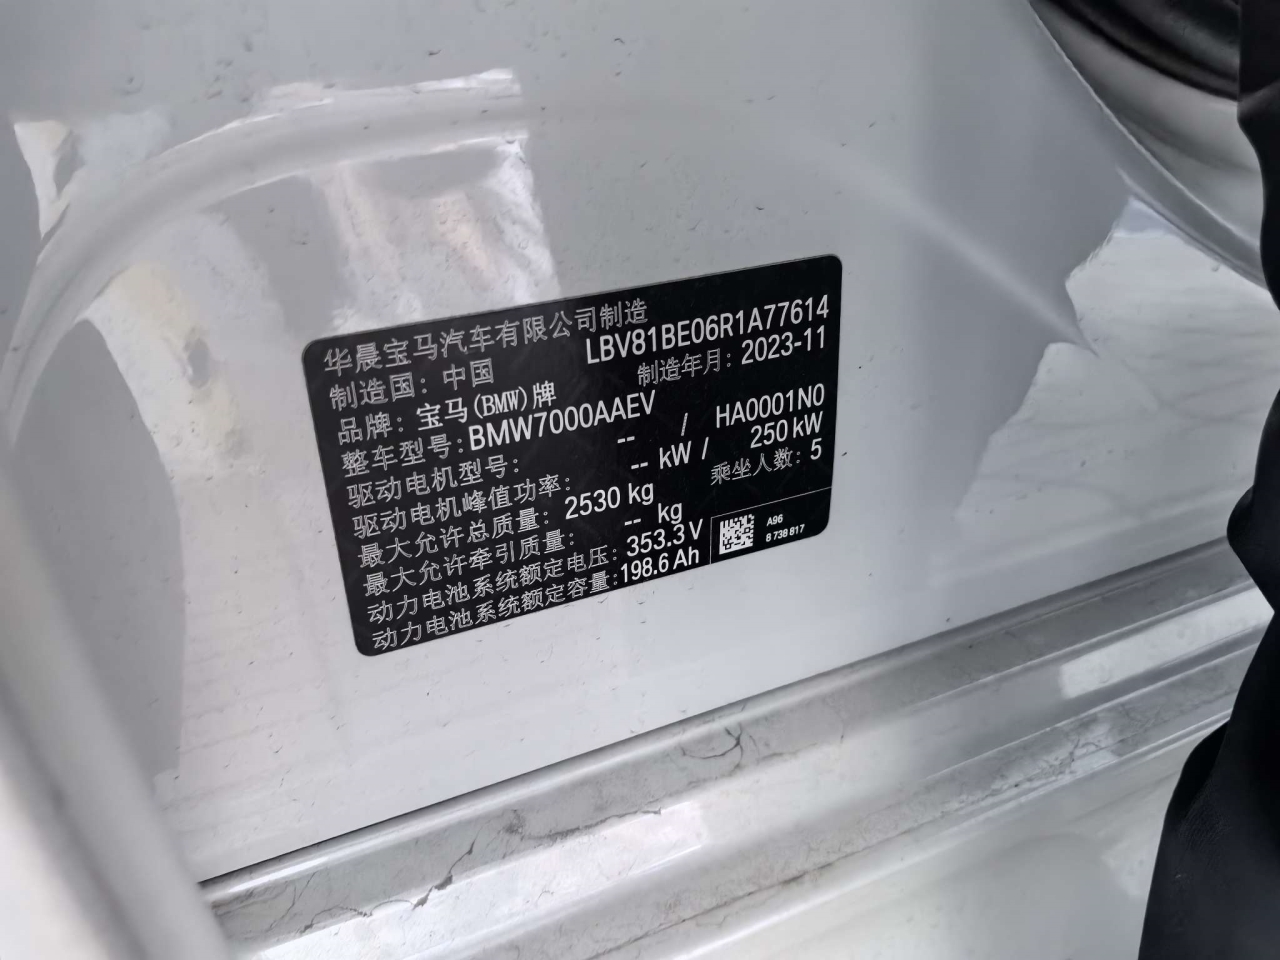 华晨宝马汽车有限公司制造
LBV81BE06R1A77614
制造国：中国 制造年月：2023-11
品牌：宝马(BMW)牌
整车型号：BMW7000AAEV
驱动电机型号： -- / HA0001N0
驱动电机峰值功率： -- kW / 250 kW
最大允许总质量：2530 kg 乘坐人数：5
最大允许牵引质量： -- kg
动力电池系统额定电压：353.3 V
动力电池系统额定容量：198.6 Ah
A96
8 738 817